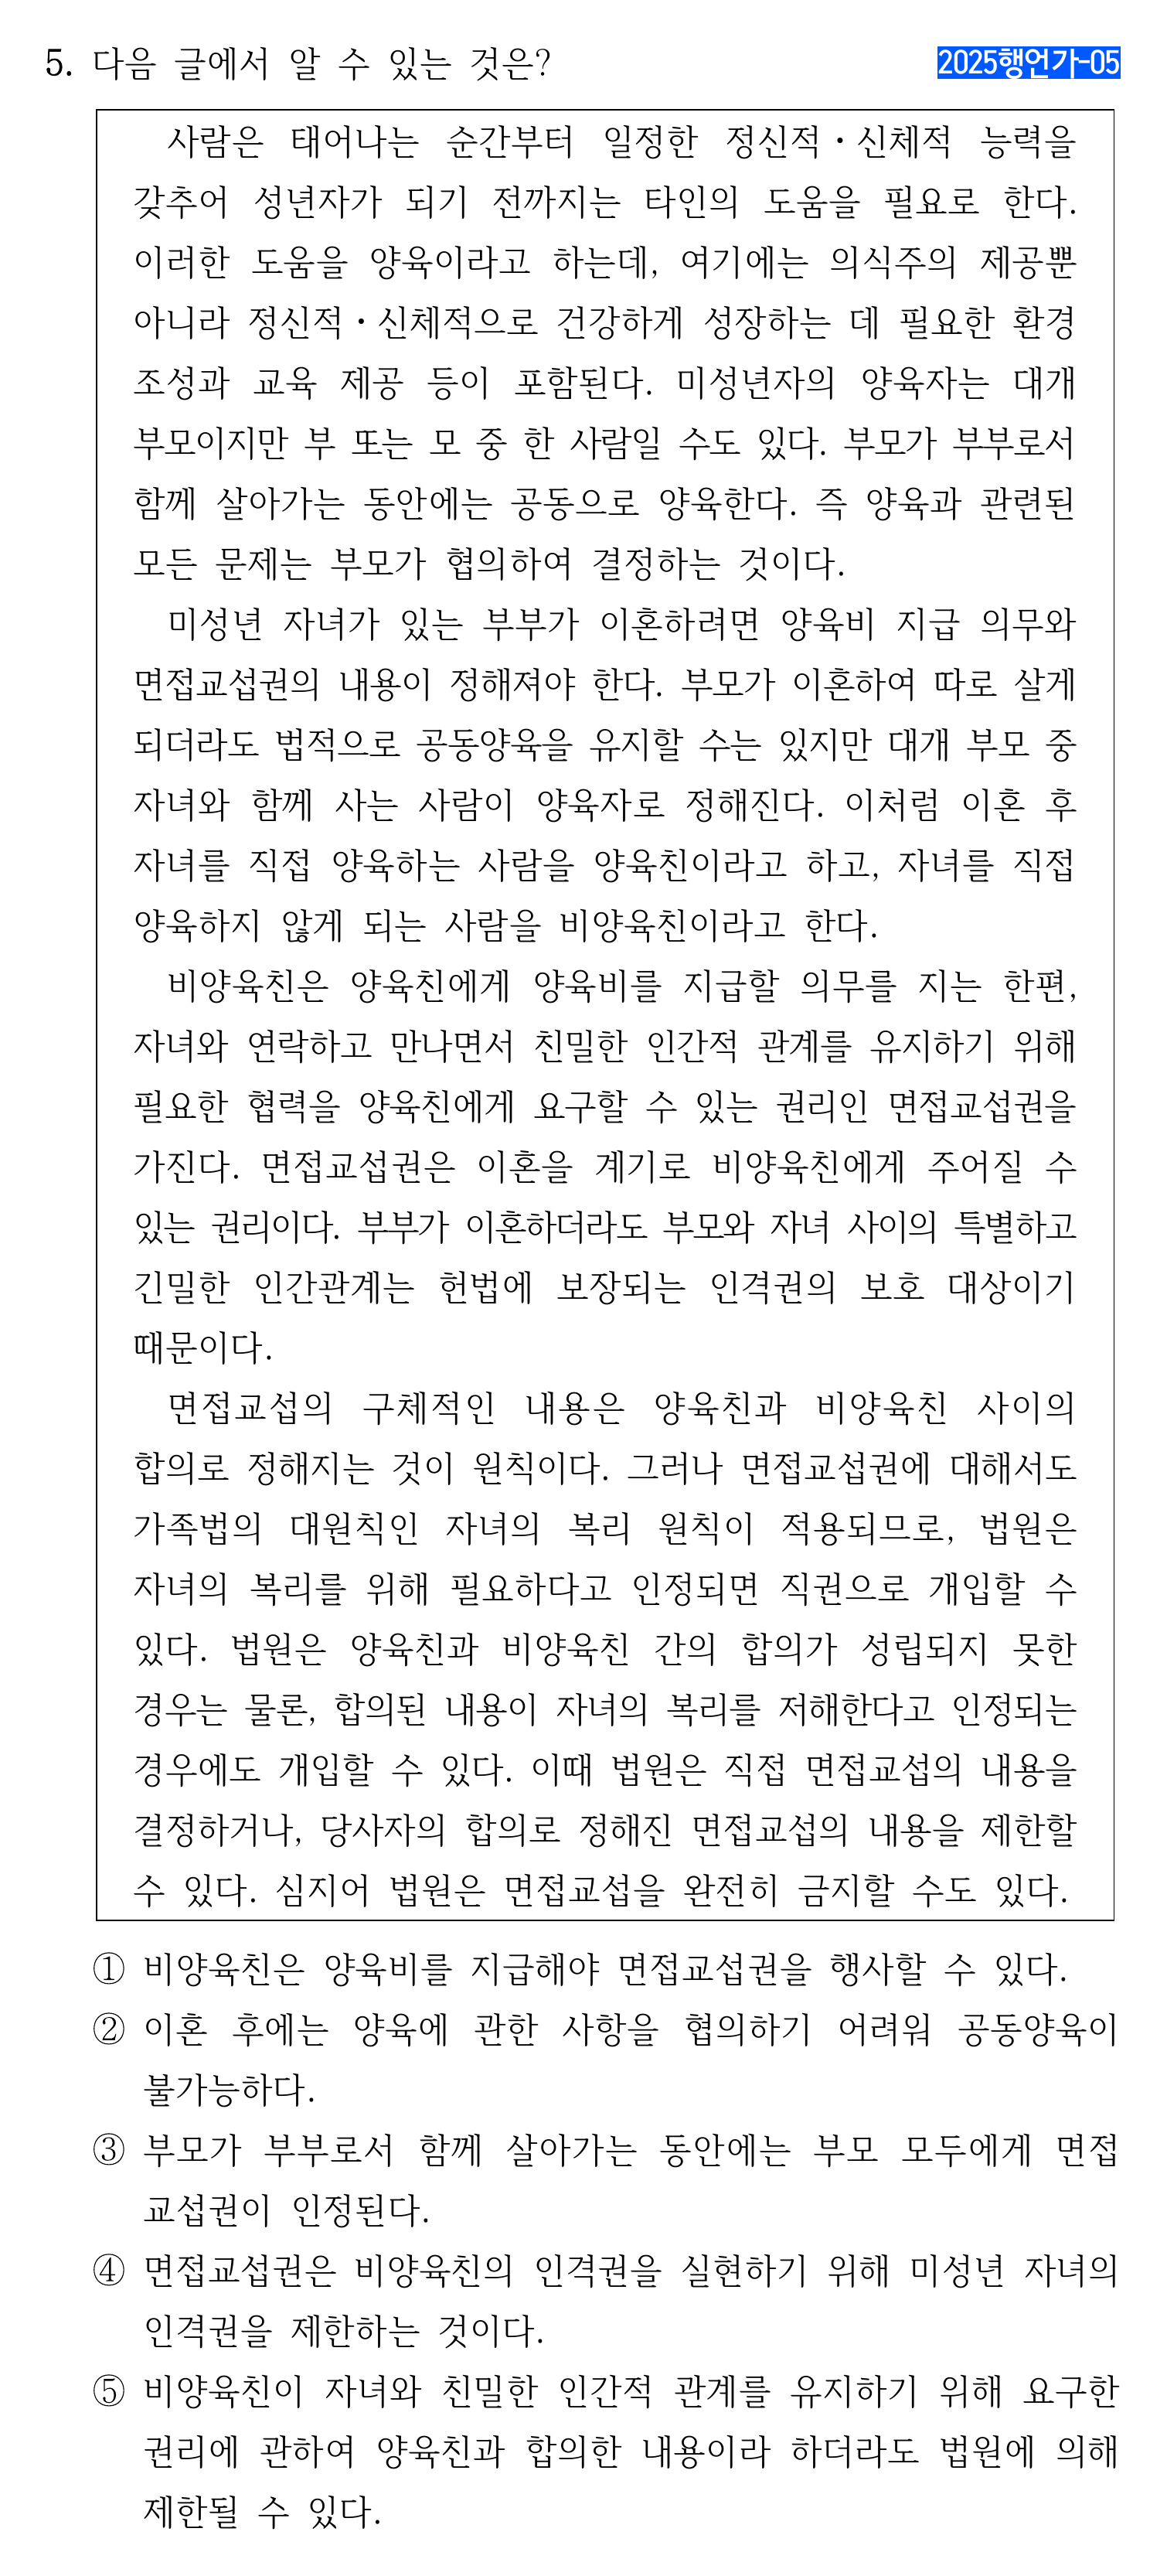 5. 다음 글에서 알 수 있는 것은?
2025행언가-05
사람은 태어나는 순간부터 일정한 정신적·신체적 능력을
갖추어 성년자가 되기 전까지는 타인의 도움을 필요로 한다.
이러한 도움을 양육이라고 하는데, 여기에는 의식주의 제공뿐
아니라 정신적·신체적으로 건강하게 성장하는 데 필요한 환경
조성과 교육 제공 등이 포함된다. 미성년자의 양육자는 대개
부모이지만 부 또는 모 중 한 사람일 수도 있다. 부모가 부부로서
함께 살아가는 동안에는 공동으로 양육한다. 즉 양육과 관련된
모든 문제는 부모가 협의하여 결정하는 것이다.
미성년 자녀가 있는 부부가 이혼하려면 양육비 지급 의무와
면접교섭권의 내용이 정해져야 한다. 부모가 이혼하여 따로 살게
되더라도 법적으로 공동양육을 유지할 수는 있지만 대개 부모 중
자녀와 함께 사는 사람이 양육자로 정해진다. 이처럼 이혼 후
자녀를 직접 양육하는 사람을 양육친이라고 하고, 자녀를 직접
양육하지 않게 되는 사람을 비양육친이라고 한다.
비양육친은 양육친에게 양육비를 지급할 의무를 지는 한편,
자녀와 연락하고 만나면서 친밀한 인간적 관계를 유지하기 위해
필요한 협력을 양육친에게 요구할 수 있는 권리인 면접교섭권을
가진다. 면접교섭권은 이혼을 계기로 비양육친에게 주어질 수
있는 권리이다. 부부가 이혼하더라도 부모와 자녀 사이의 특별하고
긴밀한 인간관계는 헌법에 보장되는 인격권의 보호 대상이기
때문이다.
면접교섭의 구체적인 내용은 양육친과 비양육친 사이의
합의로 정해지는 것이 원칙이다. 그러나 면접교섭권에 대해서도
가족법의 대원칙인 자녀의 복리 원칙이 적용되므로, 법원은
자녀의 복리를 위해 필요하다고 인정되면 직권으로 개입할 수
있다. 법원은 양육친과 비양육친 간의 합의가 성립되지 못한
경우는 물론, 합의된 내용이 자녀의 복리를 저해한다고 인정되는
경우에도 개입할 수 있다. 이때 법원은 직접 면접교섭의 내용을
결정하거나, 당사자의 합의로 정해진 면접교섭의 내용을 제한할
수 있다. 심지어 법원은 면접교섭을 완전히 금지할 수도 있다.
① 비양육친은 양육비를 지급해야 면접교섭권을 행사할 수 있다.
② 이혼 후에는 양육에 관한 사항을 협의하기 어려워 공동양육이
불가능하다.
③ 부모가 부부로서 함께 살아가는 동안에는 부모 모두에게 면접
교섭권이 인정된다.
④ 면접교섭권은 비양육친의 인격권을 실현하기 위해 미성년 자녀의
인격권을 제한하는 것이다.
⑤ 비양육친이 자녀와 친밀한 인간적 관계를 유지하기 위해 요구한
권리에 관하여 양육친과 합의한 내용이라 하더라도 법원에 의해
제한될 수 있다.